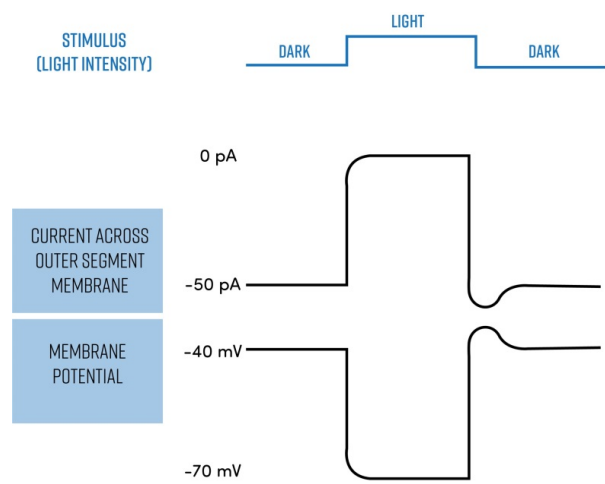 STIMULUS
(LIGHT INTENSITY)
DARK
LIGHT
DARK
0 pA
CURRENT ACROSS
OUTER SEGMENT
MEMBRANE
-50 pA
MEMBRANE
POTENTIAL
-40 mV
-70 mV